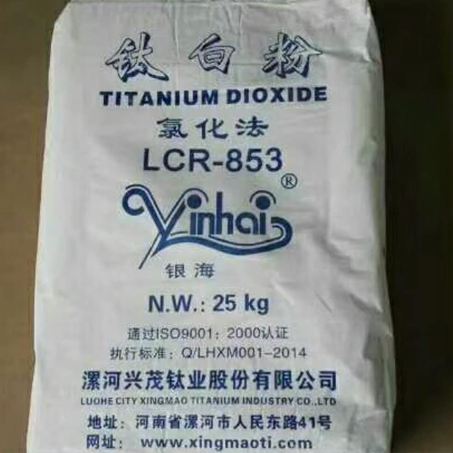 钛白粉
TITANIUM DIOXIDE
氯化法
LCR-853
Yinhai®
银海
N.W.: 25 kg
通过ISO9001: 2000认证
执行标准: Q/LHXM001-2014
漯河兴茂钛业股份有限公司
LUOHE CITY XINGMAO TITANIUM INDUSTRY CO.,LTD
地址: 河南省漯河市人民东路41号
网址: www.xingmaoti.com